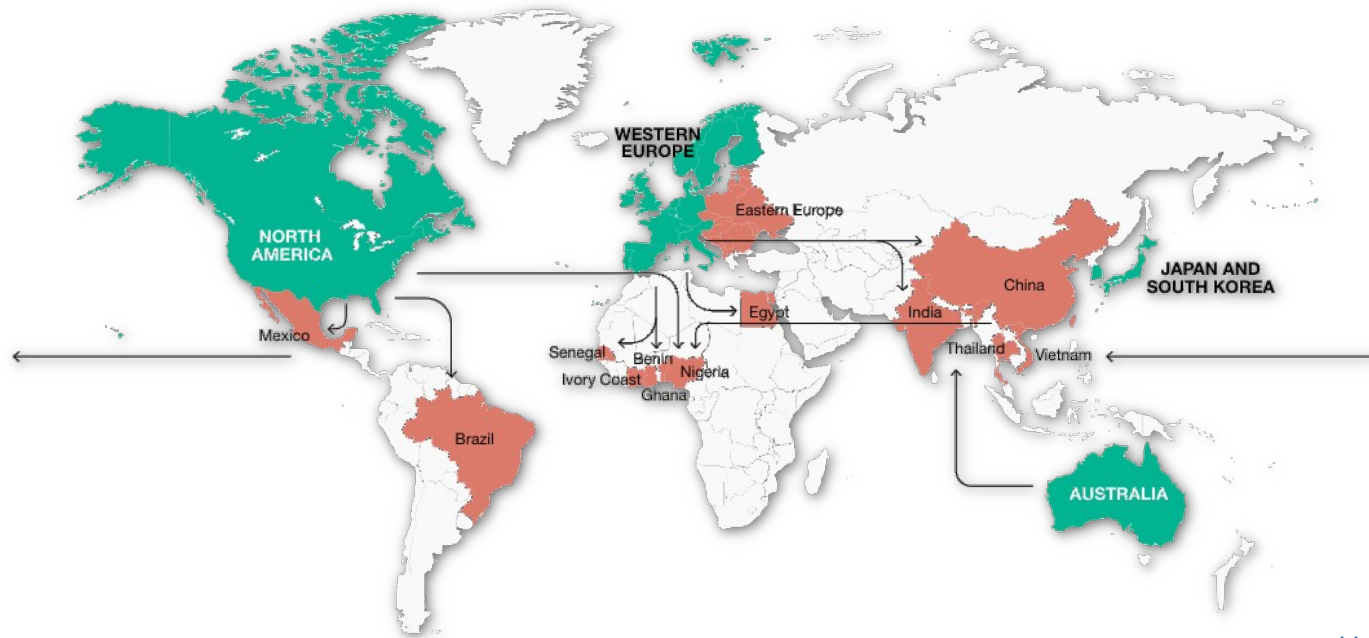 WESTERN
EUROPE
Eastern Europe
NORTH
AMERICA
JAPAN AND
SOUTH KOREA
China
Mexico
Egypt
India
Senegal
Benin
Nigeria
Thailand
Vietnam
Ivory Coast
Ghana
Brazil
AUSTRALIA